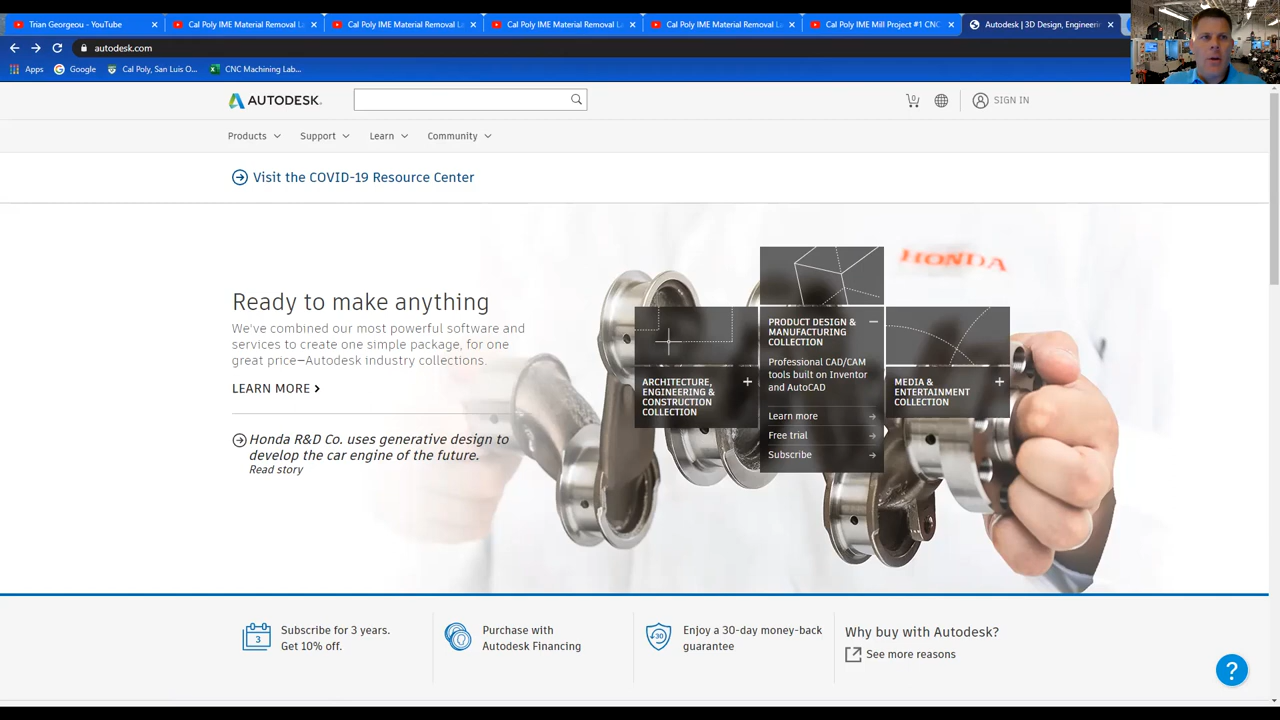 Trian Georgeou - YouTube
Cal Poly IME Material Removal L
Cal Poly IME Material Removal L
Cal Poly IME Material Removal L
Cal Poly IME Material Removal L
Cal Poly IME Mill Project #1 CNC
Autodesk | 3D Design, Engineeri
autodesk.com
Apps
Google
Cal Poly, San Luis O...
CNC Machining Lab...
AUTODESK.
0
SIGN IN
Products
Support
Learn
Community
Visit the COVID-19 Resource Center
HONDA
Ready to make anything
We've combined our most powerful software and
services to create one simple package, for one
great price—Autodesk industry collections.
LEARN MORE
Honda R&D Co. uses generative design to
develop the car engine of the future.
Read story
ARCHITECTURE,
ENGINEERING &
CONSTRUCTION
COLLECTION
PRODUCT DESIGN &
MANUFACTURING
COLLECTION
Professional CAD/CAM
tools built on Inventor
and AutoCAD
Learn more
Free trial
Subscribe
MEDIA &
ENTERTAINMENT
COLLECTION
3
Subscribe for 3 years.
Get 10% off.
Purchase with
Autodesk Financing
30
Enjoy a 30-day money-back
guarantee
Why buy with Autodesk?
See more reasons
?